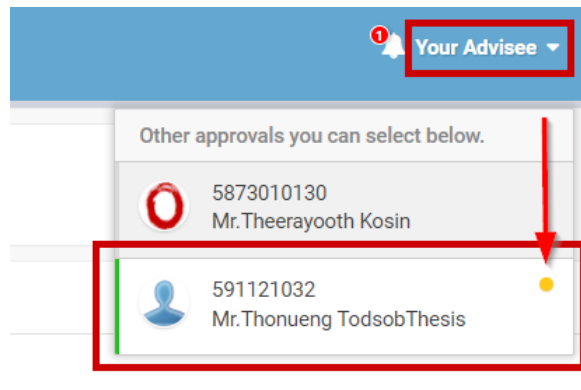 1
Your Advisee
Other approvals you can select below.
5873010130
Mr.Theerayooth Kosin
591121032
Mr.Thonueng TodsobThesis